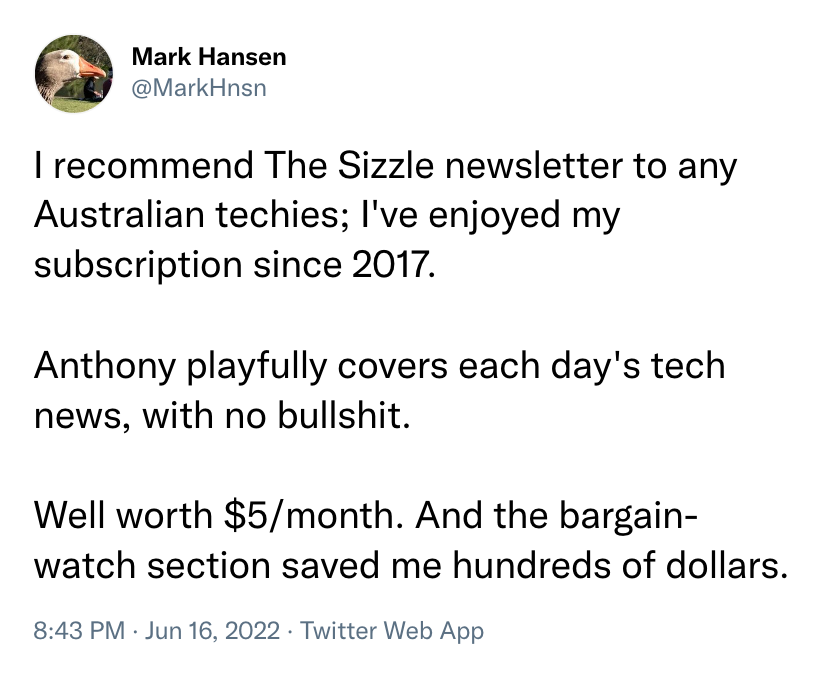 Mark Hansen
@MarkHnsn
I recommend The Sizzle newsletter to any
Australian techies; I've enjoyed my
subscription since 2017.
Anthony playfully covers each day's tech
news, with no bullshit.
Well worth $5/month. And the bargain-
watch section saved me hundreds of dollars.
8:43 PM · Jun 16, 2022 · Twitter Web App